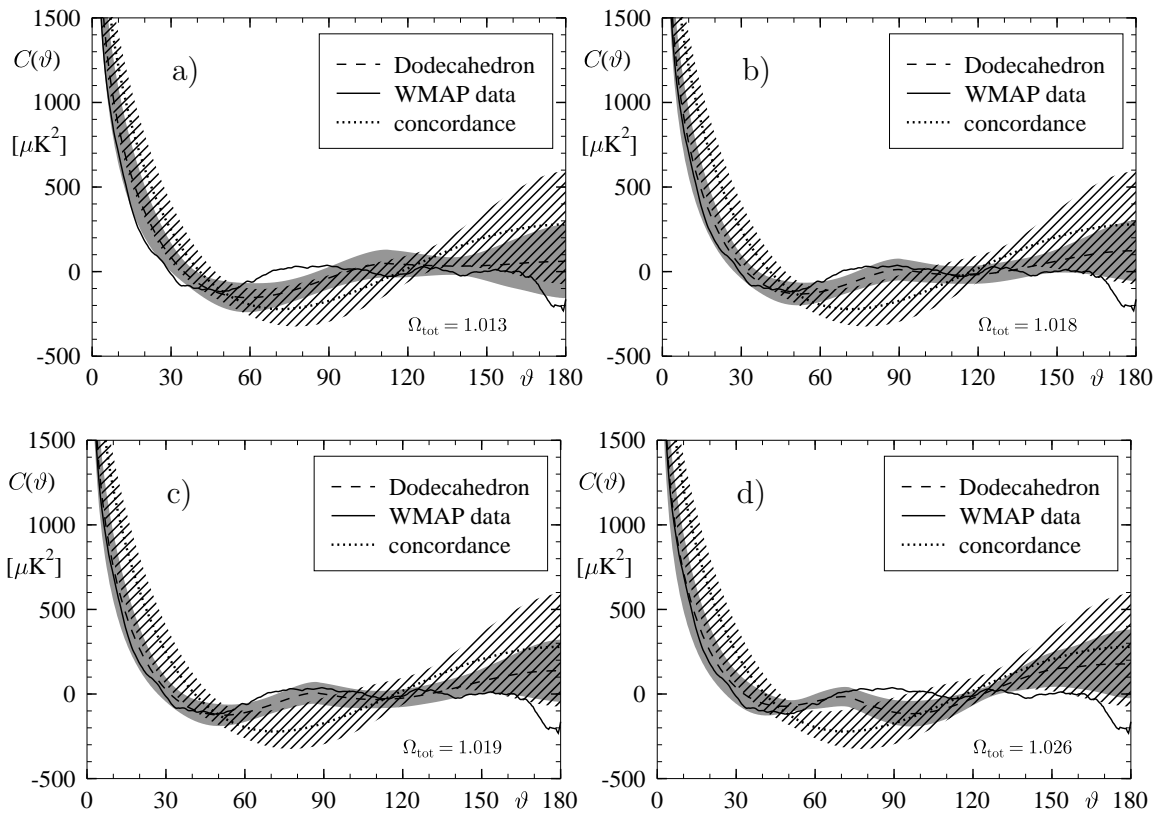 1500
1000
500
0
-500
C(ϑ)
[μK²]
a)
Dodecahedron
WMAP data
concordance
Ω_tot = 1.013
0 30 60 90 120 150 ϑ 180
1500
1000
500
0
-500
C(ϑ)
[μK²]
b)
Dodecahedron
WMAP data
concordance
Ω_tot = 1.018
0 30 60 90 120 150 ϑ 180
1500
1000
500
0
-500
C(ϑ)
[μK²]
c)
Dodecahedron
WMAP data
concordance
Ω_tot = 1.019
0 30 60 90 120 150 ϑ 180
1500
1000
500
0
-500
C(ϑ)
[μK²]
d)
Dodecahedron
WMAP data
concordance
Ω_tot = 1.026
0 30 60 90 120 150 ϑ 180